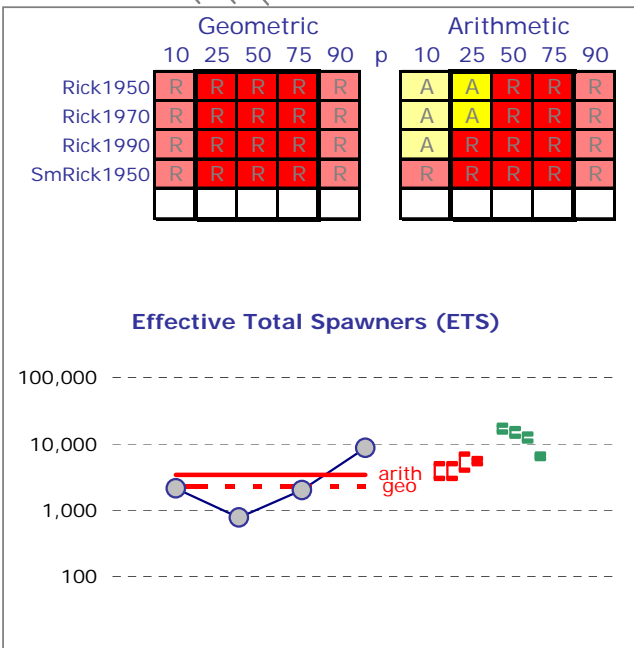 Geometric Arithmetic
10 25 50 75 90 p 10 25 50 75 90
Rick1950 R R R R R A A R R R
Rick1970 R R R R R A A R R R
Rick1990 R R R R R A R R R R
SmRick1950 R R R R R R R R R R
Effective Total Spawners (ETS)
100,000
10,000
arith
geo
1,000
100